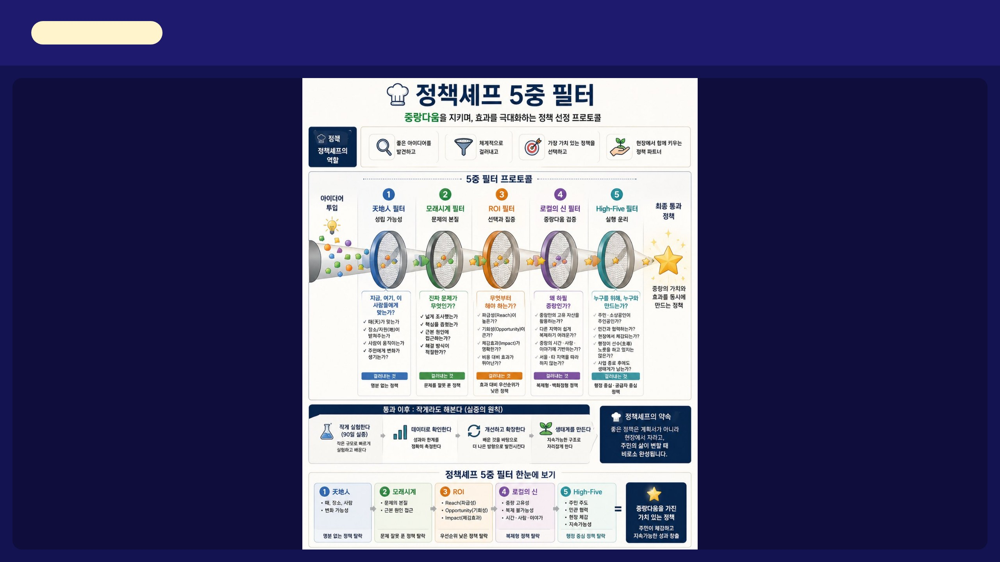 정책셰프 5중 필터
중랑다움을 지키며, 효과를 극대화하는 정책 선정 프로토콜
정책셰프의
역할
좋은 아이디어를
발견하고
체계적으로
걸러내고
가장 가치 있는 정책을
선택하고
현장에서 함께 키우는
정책 파트너
5중 필터 프로토콜
아이디어
투입
1
天地人 필터
성립 가능성
2
모래시계 필터
문제의 본질
3
ROI 필터
선택과 집중
4
로컬의 신 필터
중랑다움 검증
5
High-Five 필터
실행 윤리
최종 통과
정책
지금, 여기, 이
사람들에게
맞는가?
✓ 때(天)가 맞는가
✓ 장소/자원(地)이
받쳐주는가
✓ 사람이 움직이는가
✓ 주민에게 변화가
생기는가?
걸러내는 것
명분 없는 정책
진짜 문제가
무엇인가?
✓ 넓게 조사했는가
✓ 핵심을 좁혔는가
✓ 근본 원인에
접근하는가?
✓ 해결 방식이
적절한가?
걸러내는 것
문제를 잘못 푼 정책
무엇부터
해야 하는가?
✓ 파급성(Reach)이
높은가?
✓ 기회성(Opportunity)이
큰가?
✓ 체감효과(Impact)가
명확한가?
✓ 비용 대비 효과가
뛰어난가?
걸러내는 것
효과 대비 우선순위가
낮은 정책
왜 하필
중랑인가?
✓ 중랑만의 고유 자산을
활용하는가?
✓ 다른 지역이 쉽게
복제하기 어려운가?
✓ 중랑의 시간 · 사람 ·
이야기에 기반하는가?
✓ 서울 · 타 지역을 따라
하지 않는가?
걸러내는 것
복제형 · 백화점형 정책
누구를 위해, 누구와
만드는가?
✓ 주민 · 소상공인이
주인공인가?
✓ 민간과 협력하는가?
✓ 현장에서 체감되는가?
✓ 행정이 선수(主導)
노릇을 하고 있지는
않은가?
✓ 사업 종료 후에도
생태계가 남는가?
걸러내는 것
행정 중심 · 공급자 중심
정책
중랑의 가치와
효과를 동시에
만드는 정책
통과 이후 : 작게라도 해본다 (실증의 원칙)
작게 실험한다
(90일 실증)
작은 규모로 빠르게
실험하고 배운다
데이터로 확인한다
성과와 한계를
정확히 측정한다
개선하고 확장한다
배운 것을 바탕으로
더 나은 방향으로 발전시킨다
생태계를 만든다
지속가능한 구조로
자리잡게 한다
정책셰프의 약속
좋은 정책은 계획서가 아니라
현장에서 자라고,
주민의 삶이 변할 때
비로소 완성됩니다.
정책셰프 5중 필터 한눈에 보기
1 天地人
• 때, 장소, 사람
• 변화 가능성
명분 없는 정책 탈락
2 모래시계
• 문제의 본질
• 근본 원인 접근
문제 잘못 푼 정책 탈락
3 ROI
• Reach(파급성)
• Opportunity(기회성)
• Impact(체감효과)
우선순위 낮은 정책 탈락
4 로컬의 신
• 중랑 고유성
• 복제 불가능성
• 시간 · 사람 · 이야기
복제형 정책 탈락
5 High-Five
• 주민 주도
• 민관 협력
• 현장 체감
• 지속가능성
행정 중심 정책 탈락
=
중랑다움을 가진
가치 있는 정책
주민이 체감하고
지속가능한 성과 창출